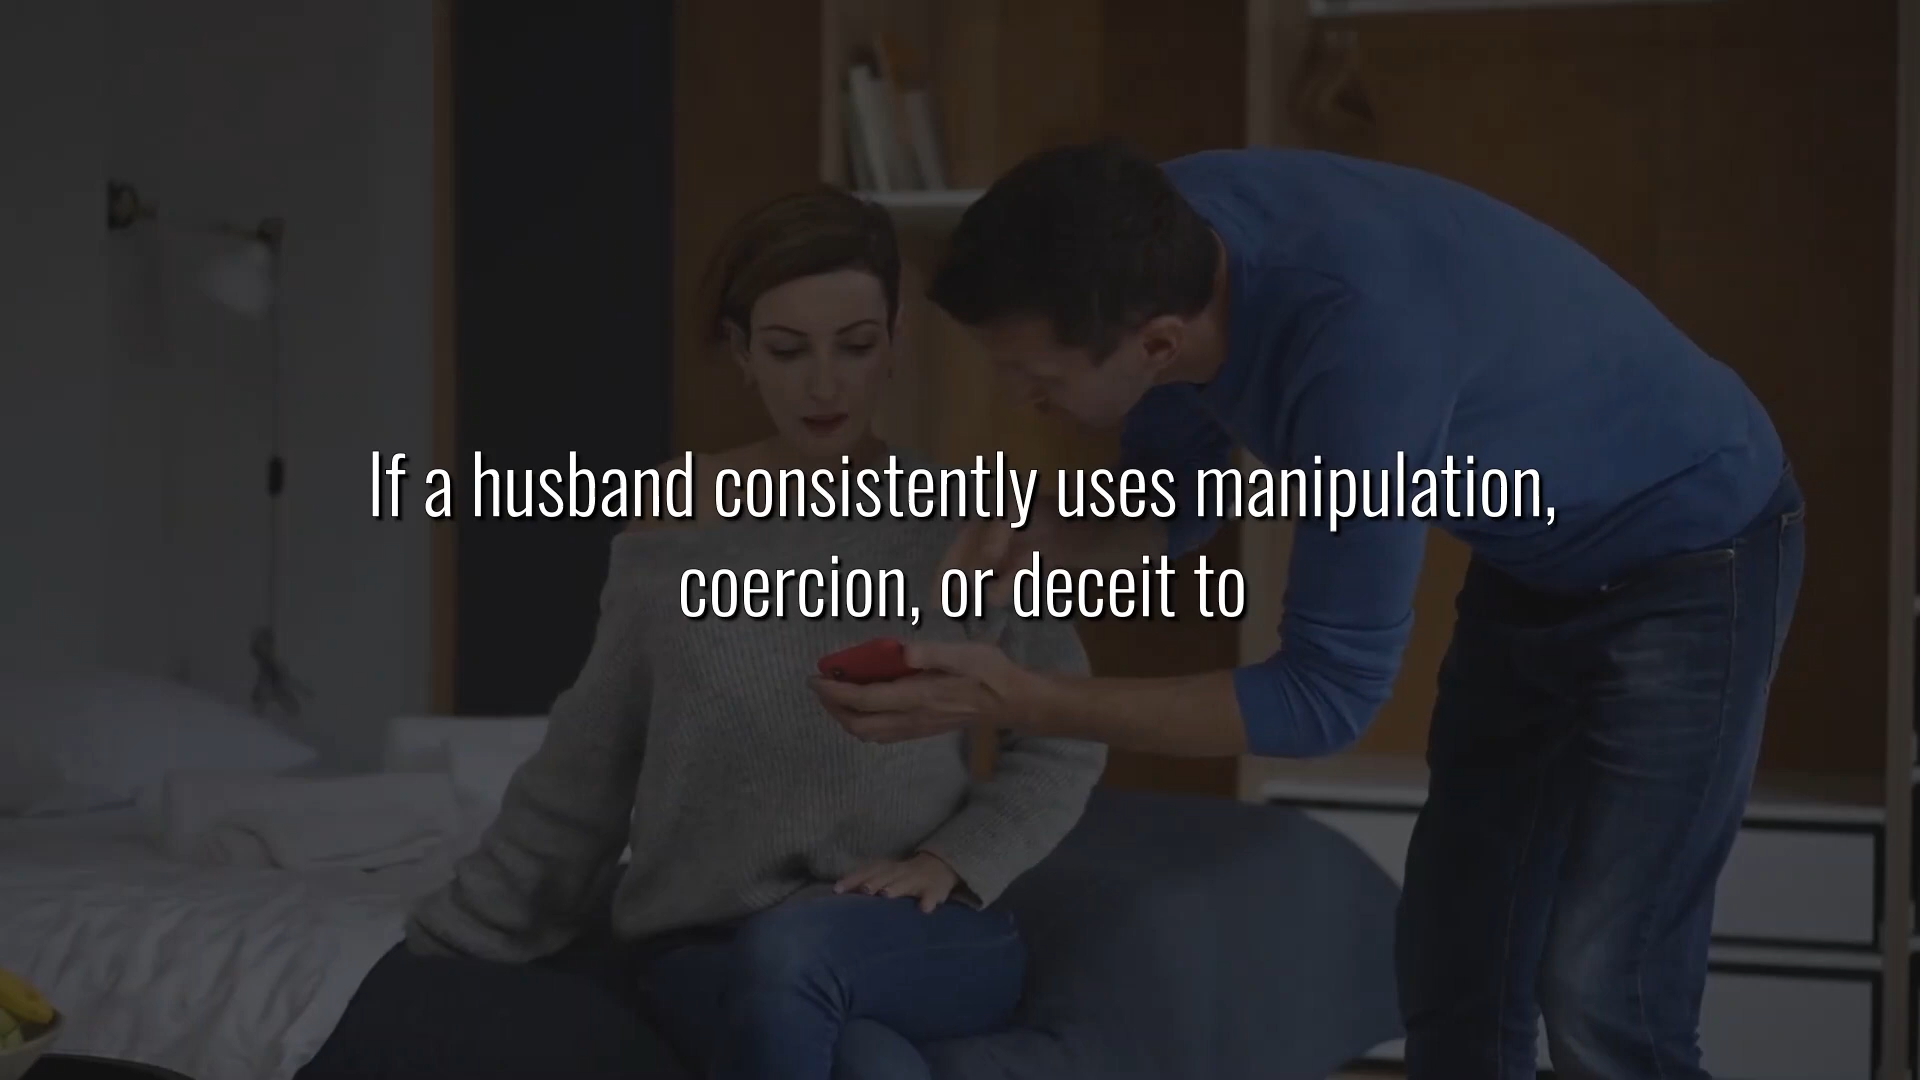 If a husband consistently uses manipulation,
coercion, or deceit to